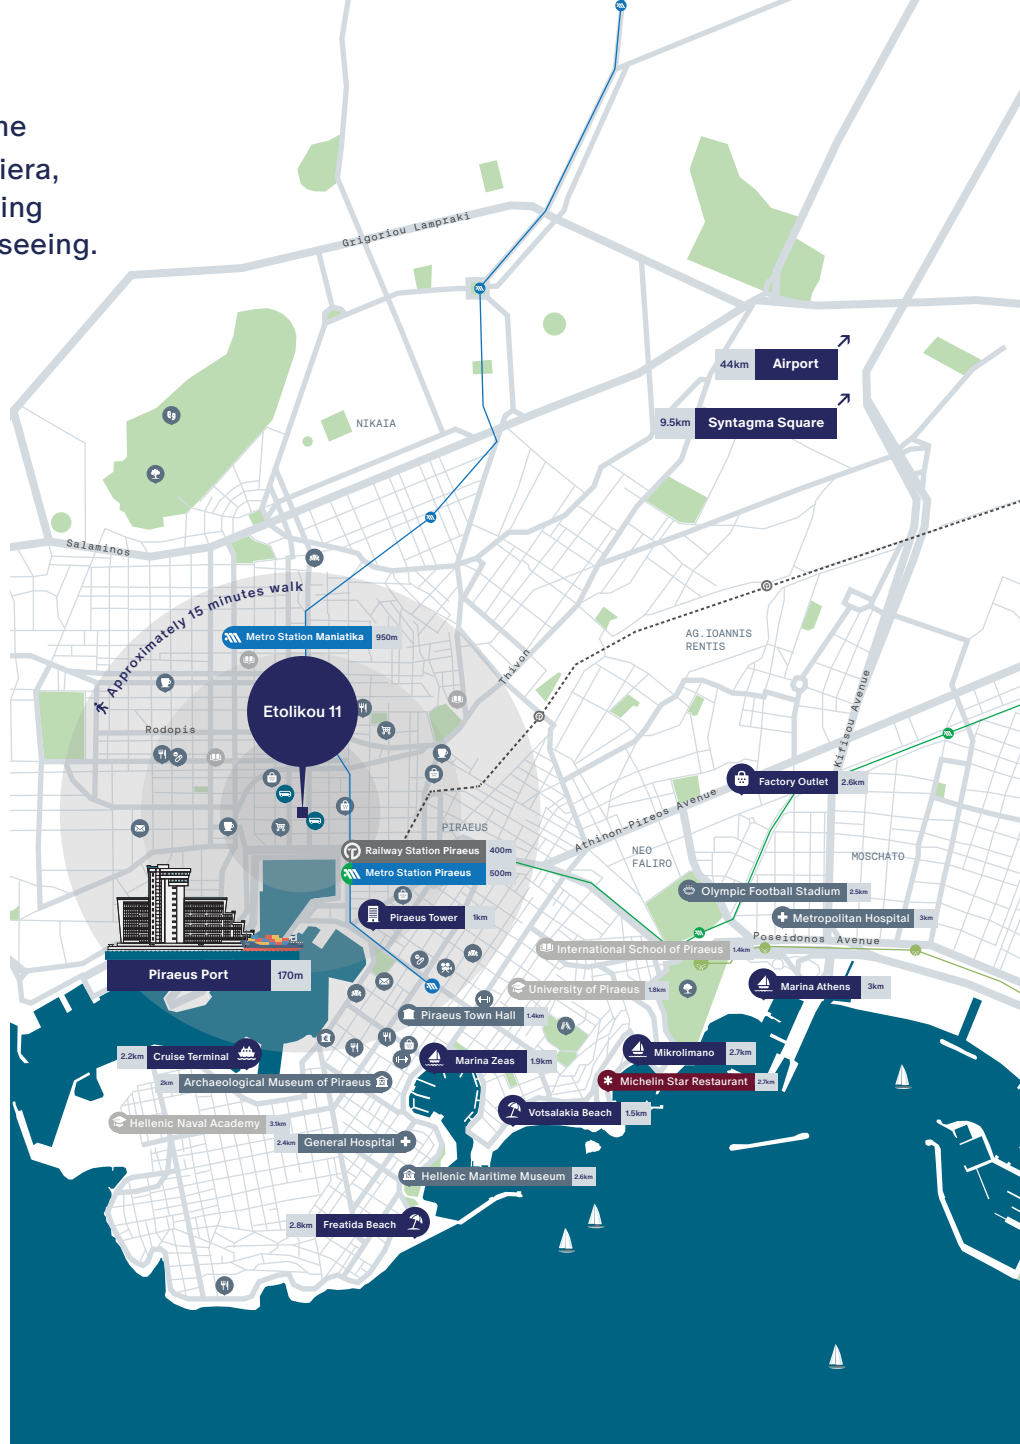 ne
iera,
ing
seeing.
Grigoriou Lampraki
44km
Airport
9.5km
Syntagma Square
NIKAIA
Salaminos
Approximately 15 minutes walk
Metro Station Maniatika
950m
AG.IOANNIS
RENTIS
Thivon
Etolikou 11
Rodopis
Kifisou Avenue
Factory Outlet
2.6km
Athinon-Pireos Avenue
PIRAEUS
NEO
FALIRO
MOSCHATO
Railway Station Piraeus
400m
Metro Station Piraeus
500m
Olympic Football Stadium
2.5km
Piraeus Tower
1km
Metropolitan Hospital
3km
Poseidonos Avenue
International School of Piraeus
1.4km
Piraeus Port
170m
University of Piraeus
1.8km
Marina Athens
3km
Piraeus Town Hall
1.4km
2.2km
Cruise Terminal
Marina Zeas
1.9km
Mikrolimano
2.7km
2km
Archaeological Museum of Piraeus
Michelin Star Restaurant
2.7km
Votsalakia Beach
1.5km
Hellenic Naval Academy
3.1km
2.4km
General Hospital
Hellenic Maritime Museum
2.6km
2.8km
Freatida Beach